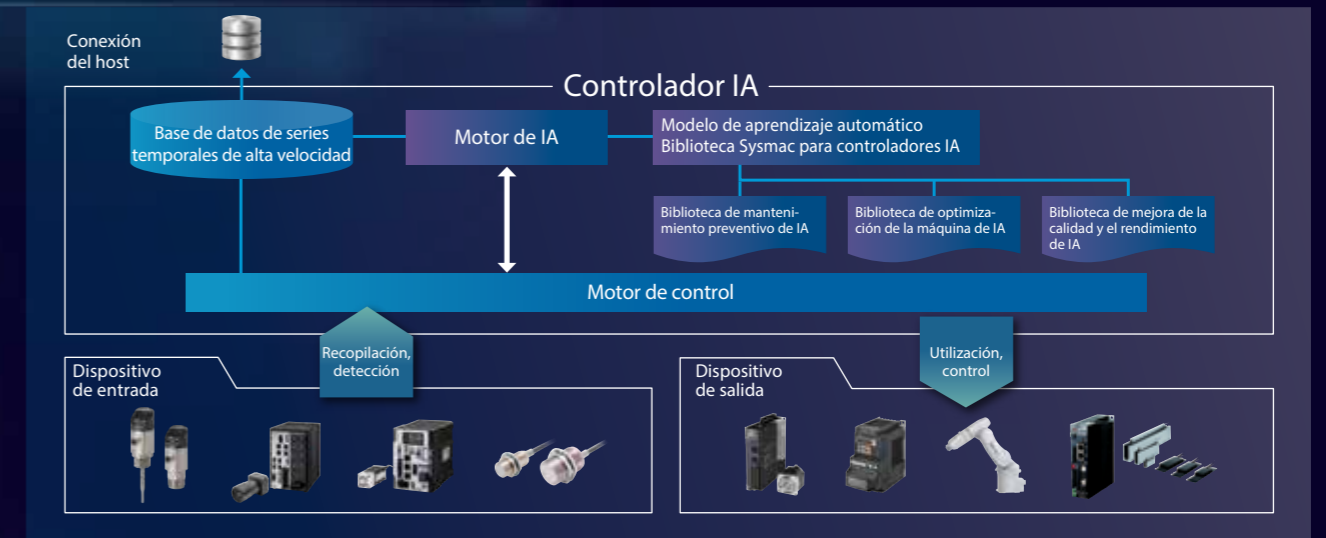 Conexión
del host
Controlador IA
Base de datos de series
temporales de alta velocidad
Motor de IA
Modelo de aprendizaje automático
Biblioteca Sysmac para controladores IA
Biblioteca de manteni-
miento preventivo de IA
Biblioteca de optimiza-
ción de la máquina de IA
Biblioteca de mejora de la
calidad y el rendimiento
de IA
Motor de control
Recopilación,
detección
Utilización,
control
Dispositivo
de entrada
Dispositivo
de salida